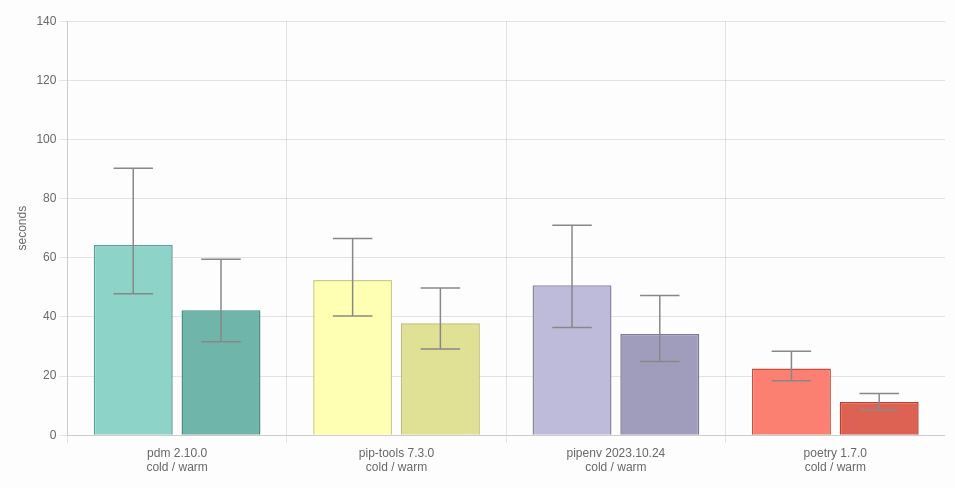 140
120
100
80
60
40
20
0
seconds
pdm 2.10.0
cold / warm
pip-tools 7.3.0
cold / warm
pipenv 2023.10.24
cold / warm
poetry 1.7.0
cold / warm